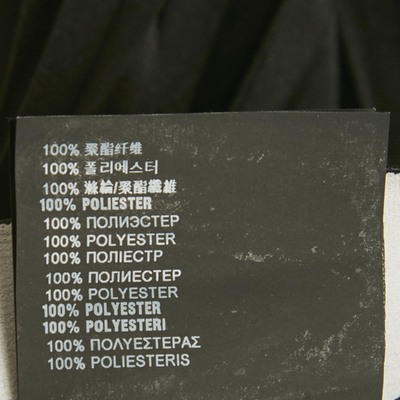 100% 聚酯纤维
100% 폴리에스터
100% 滌綸/聚酯纖維
100% POLIESTER
100% ПОЛИЭСТЕР
100% POLYESTER
100% ПОЛІЕСТР
100% ПОЛИЕСТЕР
100% POLYESTER
100% POLYESTER
100% POLYESTERI
100% ΠΟΛΥΕΣΤΕΡΑΣ
100% POLIESTERIS